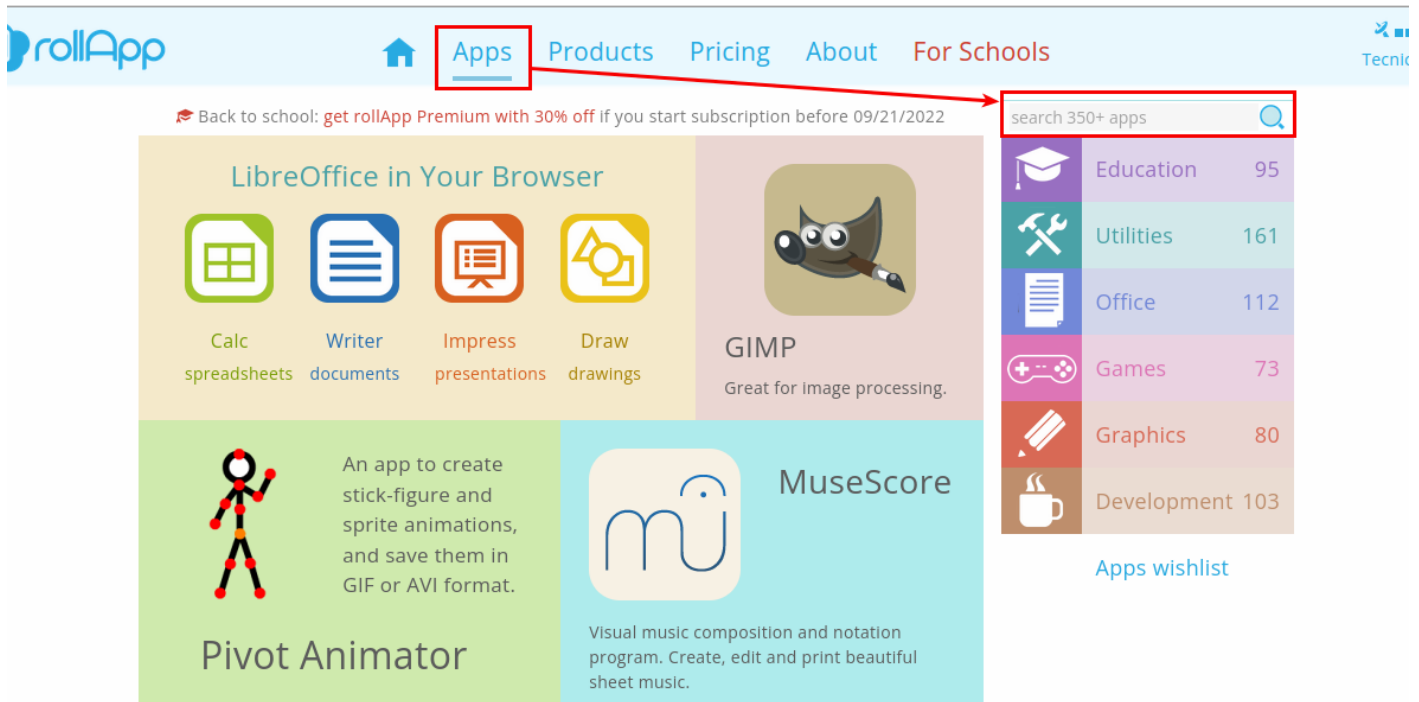 rollApp
Apps Products Pricing About For Schools
Back to school: get rollApp Premium with 30% off if you start subscription before 09/21/2022
search 350+ apps
LibreOffice in Your Browser
Calc
spreadsheets
Writer
documents
Impress
presentations
Draw
drawings
GIMP
Great for image processing.
An app to create
stick-figure and
sprite animations,
and save them in
GIF or AVI format.
Pivot Animator
MuseScore
Visual music composition and notation
program. Create, edit and print beautiful
sheet music.
Education 95
Utilities 161
Office 112
Games 73
Graphics 80
Development 103
Apps wishlist